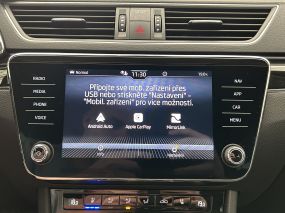 Normal
11:30
RADIO
MEDIA
PHONE
VOICE
Připojte své mob. zařízení přes
USB nebo stiskněte "Nastavení" -
"Mobil. zařízení" pro více možností.
Android Auto
Apple CarPlay
MirrorLink
NAV
APP
CAR
MENU